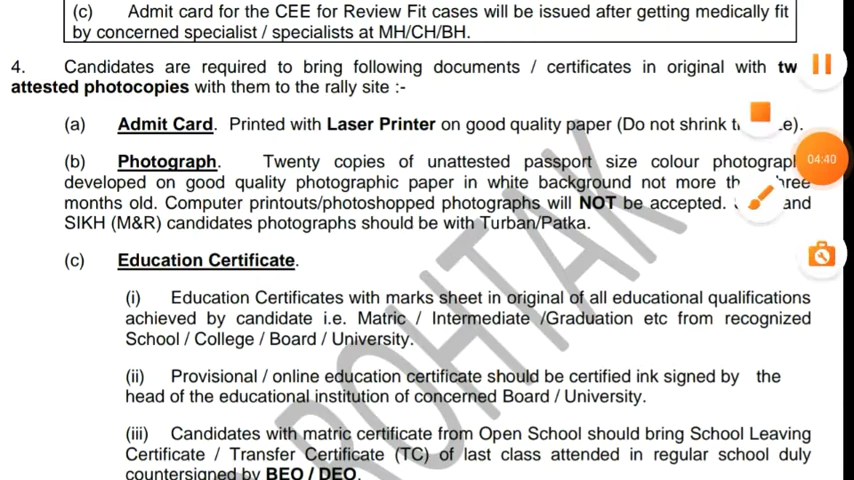 (c) Admit card for the CEE for Review Fit cases will be issued after getting medically fit
by concerned specialist / specialists at MH/CH/BH.
4. Candidates are required to bring following documents / certificates in original with
attested photocopies with them to the rally site :-
(a) Admit Card. Printed with Laser Printer on good quality paper (Do not shrink
04:40
(b) Photograph. Twenty copies of unattested passport size colour
developed on good quality photographic paper in white background not more
months old. Computer printouts/photoshopped photographs will NOT be accepted. and
SIKH (M&R) candidates photographs should be with Turban/Patka.
(c) Education Certificate.
(i) Education Certificates with marks sheet in original of all educational qualifications
achieved by candidate i.e. Matric / Intermediate /Graduation etc from recognized
School / College / Board / University.
(ii) Provisional / online education certificate should be certified ink signed by the
head of the educational institution of concerned Board / University.
(iii) Candidates with matric certificate from Open School should bring School Leaving
Certificate / Transfer Certificate (TC) of last class attended in regular school duly
countersigned by BEO / DEO.
ROHTAK